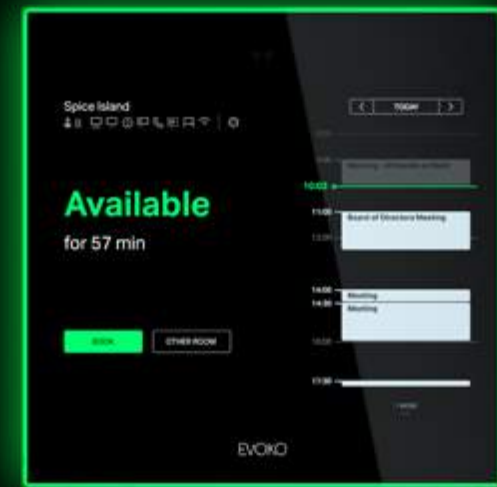 Spice Island
8
TODAY
10:03
Available
11:00
Board of Directors Meeting
for 57 min
14:00
Meeting
14:30
Meeting
BOOK
OTHER ROOM
17:30
EVOKO